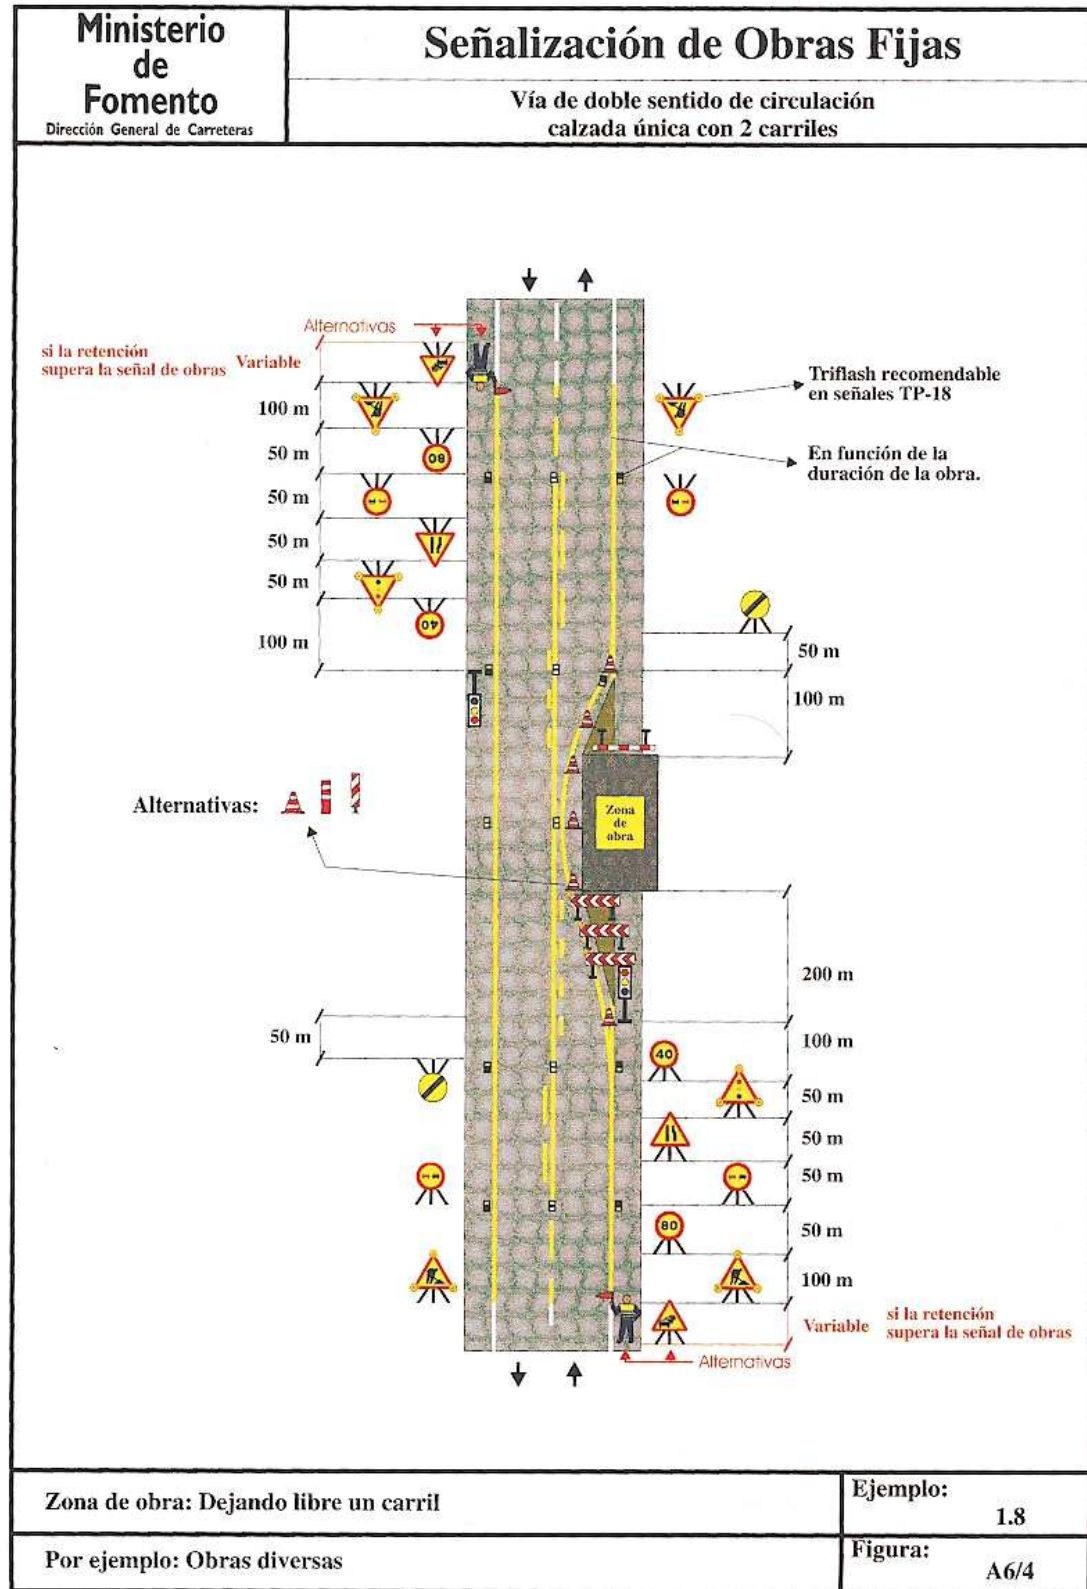 Ministerio
de
Fomento
Dirección General de Carreteras
Señalización de Obras Fijas
Vía de doble sentido de circulación
calzada única con 2 carriles
Alternativas
si la retención
supera la señal de obras
Variable
100 m
50 m
50 m
50 m
50 m
100 m
80
40
Triflash recomendable
en señales TP-18
En función de la
duración de la obra.
50 m
100 m
Alternativas:
Zona
de
obra
200 m
50 m
100 m
40
50 m
50 m
50 m
80
50 m
100 m
Variable
si la retención
supera la señal de obras
Alternativas
Zona de obra: Dejando libre un carril
Ejemplo:
1.8
Por ejemplo: Obras diversas
Figura:
A6/4